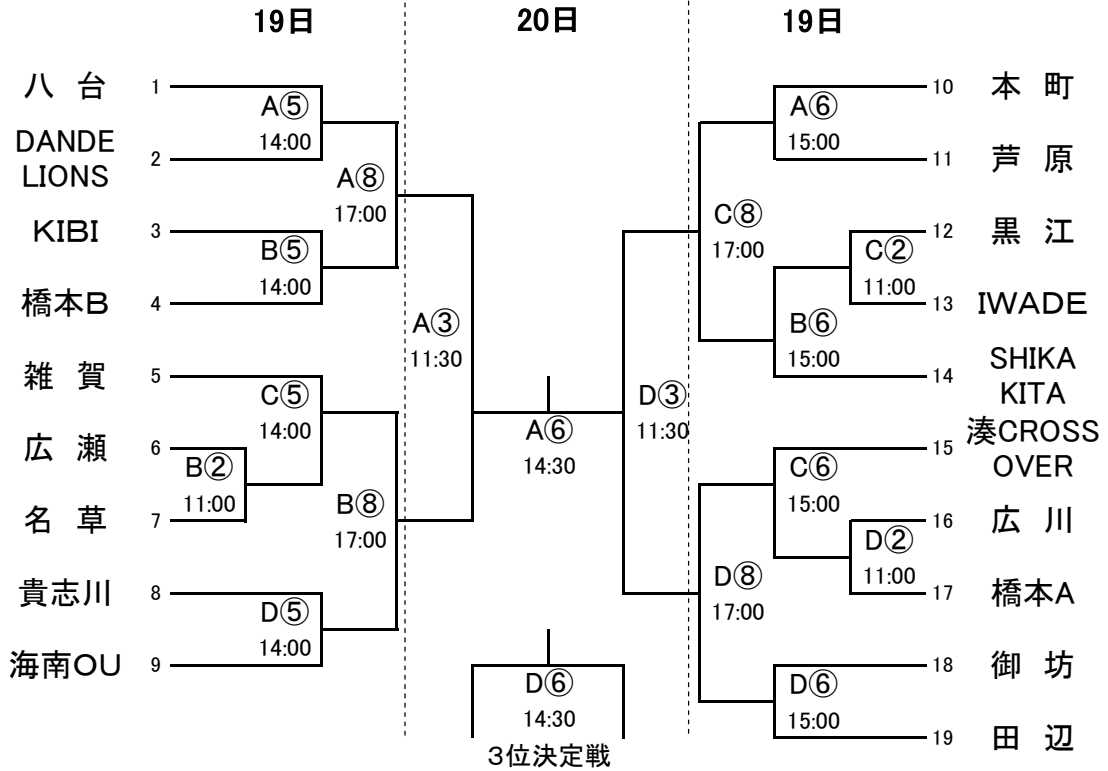 19日 20日 19日
八 台 1
A⑤
14:00
DANDE
LIONS 2
A⑧
17:00
KIBI 3
B⑤
14:00
橋本B 4
A③
11:30
雑 賀 5
C⑤
14:00
広 瀬 6
B②
11:00
名 草 7
B⑧
17:00
貴志川 8
D⑤
14:00
海南OU 9
A⑥
14:30
D⑥
14:30
3位決定戦
10 本 町
A⑥
15:00
11 芦 原
C⑧
17:00
12 黒 江
C②
11:00
13 IWADE
B⑥
15:00
14 SHIKA
KITA
D③
11:30
15 湊CROSS
OVER
C⑥
15:00
16 広 川
D②
11:00
17 橋本A
D⑧
17:00
18 御 坊
D⑥
15:00
19 田 辺